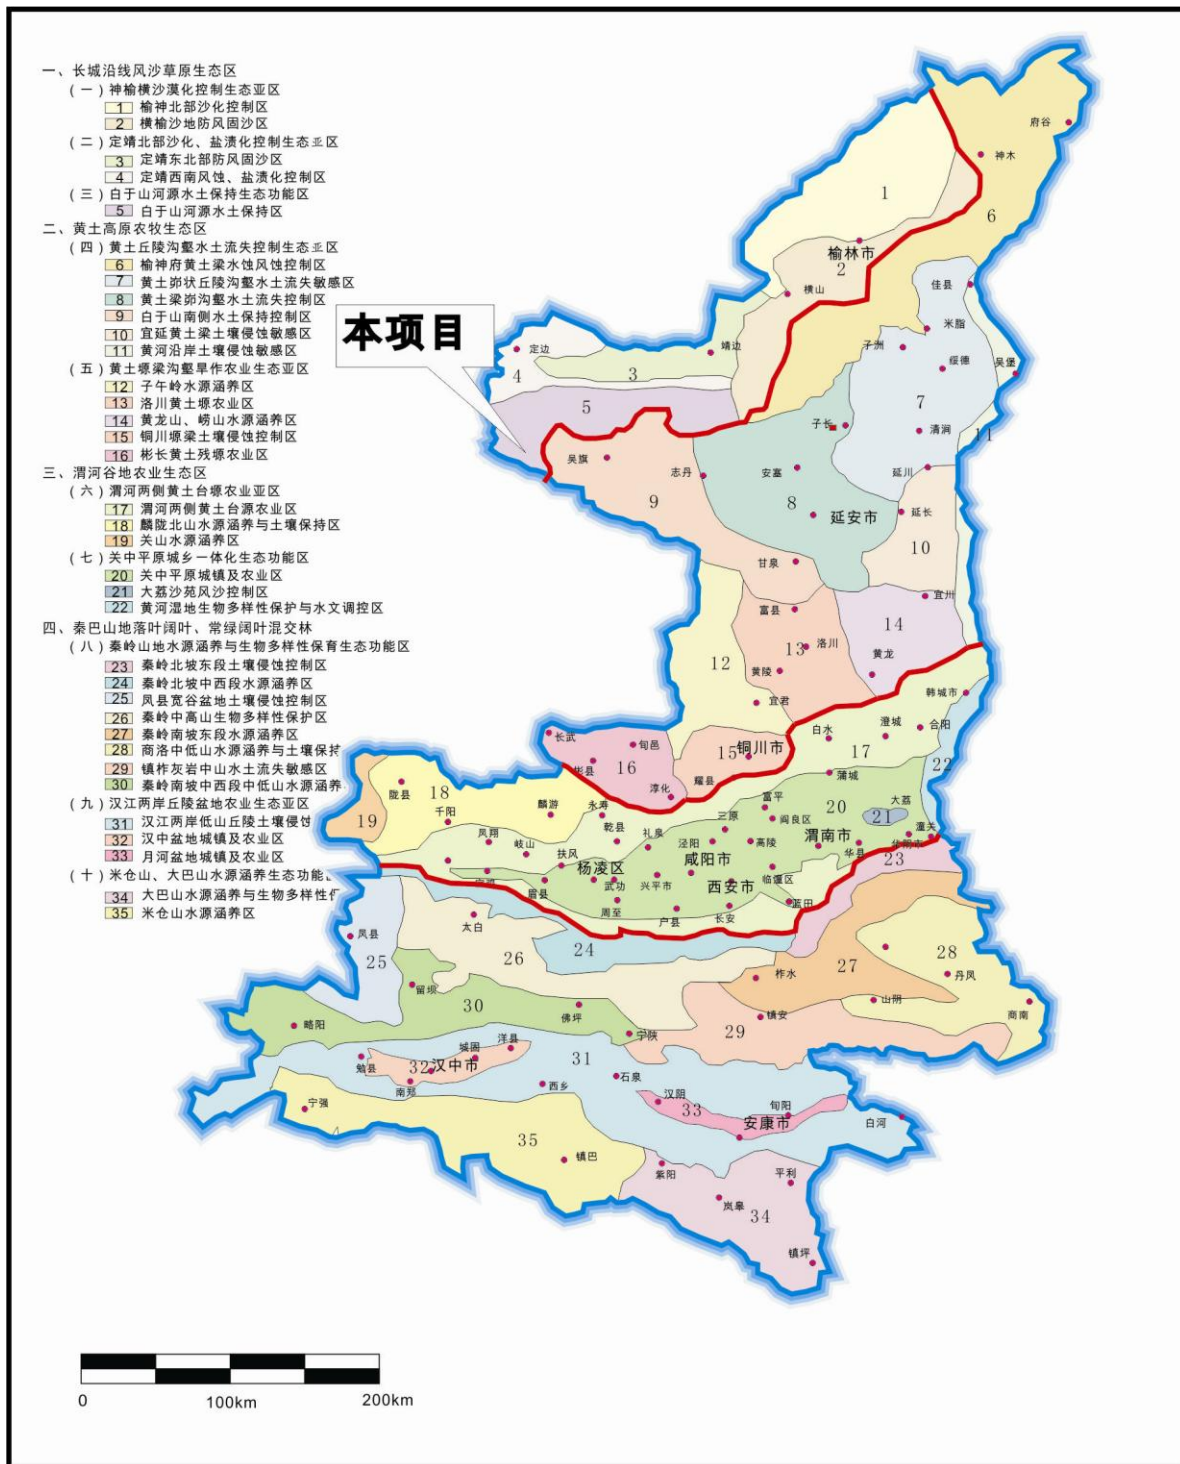 一、长城沿线风沙草原生态区
(一)神榆横沙漠化控制生态亚区
1 榆神北部沙化控制区
2 横榆沙地防风固沙区
(二)定靖北部沙化、盐渍化控制生态亚区
3 定靖东北部防风固沙区
4 定靖西南风蚀、盐渍化控制区
(三)白于山河源水土保持生态功能区
5 白于山河源水土保持区
二、黄土高原农牧生态区
(四)黄土丘陵沟壑水土流失控制生态亚区
6 榆神府黄土梁水蚀风蚀控制区
7 黄土峁状丘陵沟壑水土流失敏感区
8 黄土梁峁沟壑水土流失控制区
9 白于山南侧水土保持控制区
10 宜延黄土梁土壤侵蚀敏感区
11 黄河沿岸土壤侵蚀敏感区
(五)黄土塬梁沟壑旱作农业生态亚区
12 子午岭水源涵养区
13 洛川黄土塬农业区
14 黄龙山、崂山水源涵养区
15 铜川塬梁土壤侵蚀控制区
16 彬长黄土残塬农业区
三、渭河谷地农业生态区
(六)渭河两侧黄土台塬农业亚区
17 渭河两侧黄土台源农业区
18 麟陇北山水源涵养与土壤保持区
19 关山水源涵养区
(七)关中平原城乡一体化生态功能区
20 关中平原城镇及农业区
21 大荔沙苑风沙控制区
22 黄河湿地生物多样性保护与水文调控区
四、秦巴山地落叶阔叶、常绿阔叶混交林
(八)秦岭山地水源涵养与生物多样性保育生态功能区
23 秦岭北坡东段土壤侵蚀控制区
24 秦岭北坡中西段水源涵养区
25 凤县宽谷盆地土壤侵蚀控制区
26 秦岭中高山生物多样性保护区
27 秦岭南坡东段水源涵养区
28 商洛中低山水源涵养与土壤保持
29 镇柞灰岩中山水土流失敏感区
30 秦岭南坡中西段中低山水源涵养
(九)汉江两岸丘陵盆地农业生态亚区
31 汉江两岸低山丘陵土壤侵蚀
32 汉中盆地城镇及农业区
33 月河盆地城镇及农业区
(十)米仓山、大巴山水源涵养生态功能
34 大巴山水源涵养与生物多样性
35 米仓山水源涵养区
本项目
府谷
神木
1
6
榆林市
2
横山
佳县
米脂
子洲
绥德
吴堡
定边
靖边
4
3
5
7
子长
清涧
11
吴旗
志丹
安塞
延川
9
8
延安市
延长
10
甘泉
宜州
富县
14
洛川
13
12
黄陵
黄龙
宜君
韩城市
长武
旬邑
铜川市
15
白水
澄城
合阳
17
彬县
16
22
淳化
耀县
蒲城
陇县
18
麟游
永寿
富平
20
大荔
19
千阳
三原
阎良区
21
潼关
凤翔
乾县
礼泉
泾阳
高陵
渭南市
华县
岐山
扶风
杨凌区
咸阳市
23
眉县
武功
兴平市
西安市
临潼区
周至
户县
长安
蓝田
太白
凤县
24
25
26
27
28
柞水
丹凤
留坝
30
山阴
商南
佛坪
镇安
略阳
宁陕
29
洋县
城固
31
勉县
32
汉中市
石泉
南郑
西乡
汉阴
33
旬阳
宁强
安康市
白河
35
镇巴
紫阳
平利
岚皋
34
镇坪
0
100km
200km